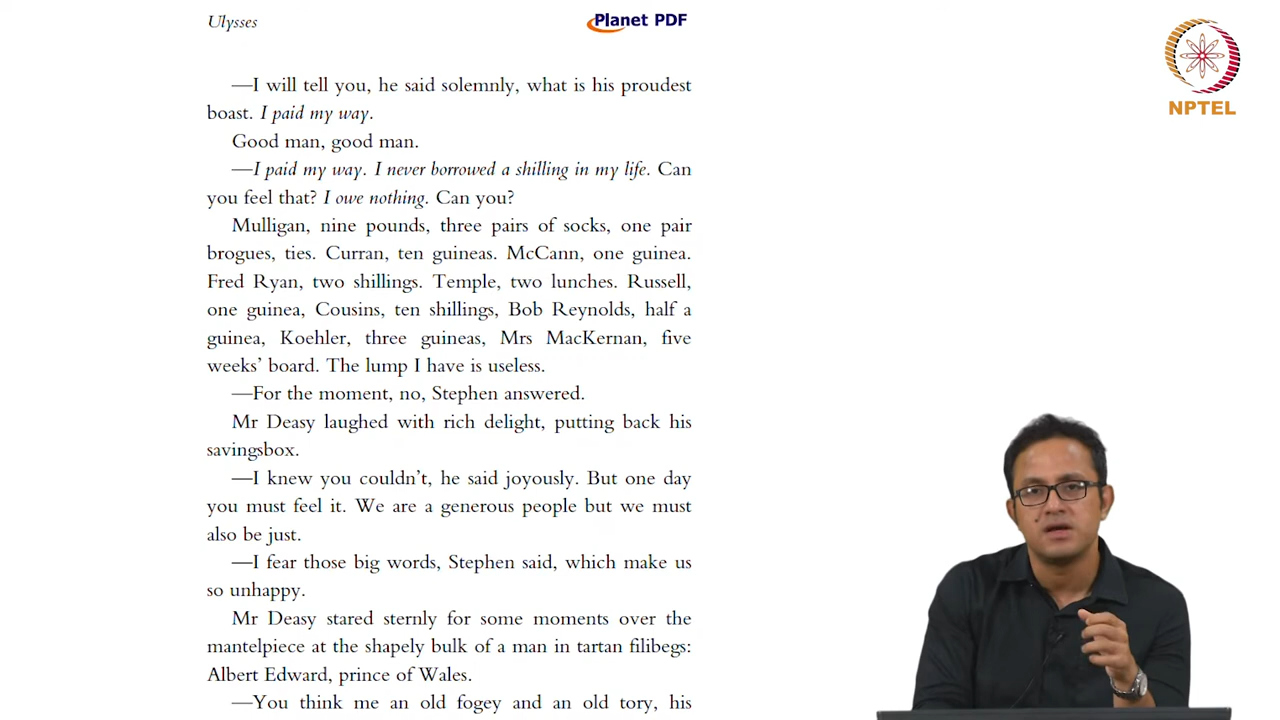 Ulysses
Planet PDF
NPTEL
—I will tell you, he said solemnly, what is his proudest
boast. I paid my way.
Good man, good man.
—I paid my way. I never borrowed a shilling in my life. Can
you feel that? I owe nothing. Can you?
Mulligan, nine pounds, three pairs of socks, one pair
brogues, ties. Curran, ten guineas. McCann, one guinea.
Fred Ryan, two shillings. Temple, two lunches. Russell,
one guinea, Cousins, ten shillings, Bob Reynolds, half a
guinea, Koehler, three guineas, Mrs MacKernan, five
weeks’ board. The lump I have is useless.
—For the moment, no, Stephen answered.
Mr Deasy laughed with rich delight, putting back his
savingsbox.
—I knew you couldn’t, he said joyously. But one day
you must feel it. We are a generous people but we must
also be just.
—I fear those big words, Stephen said, which make us
so unhappy.
Mr Deasy stared sternly for some moments over the
mantelpiece at the shapely bulk of a man in tartan filibegs:
Albert Edward, prince of Wales.
—You think me an old fogey and an old tory, his